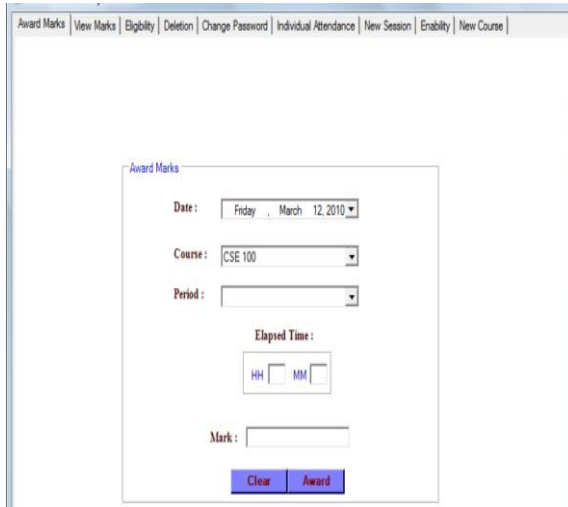 Award Marks View Marks Eligibility Deletion Change Password Individual Attendance New Session Enability New Course
Award Marks
Date : Friday , March 12, 2010
Course : CSE 100
Period :
Elapsed Time :
HH MM
Mark :
Clear Award